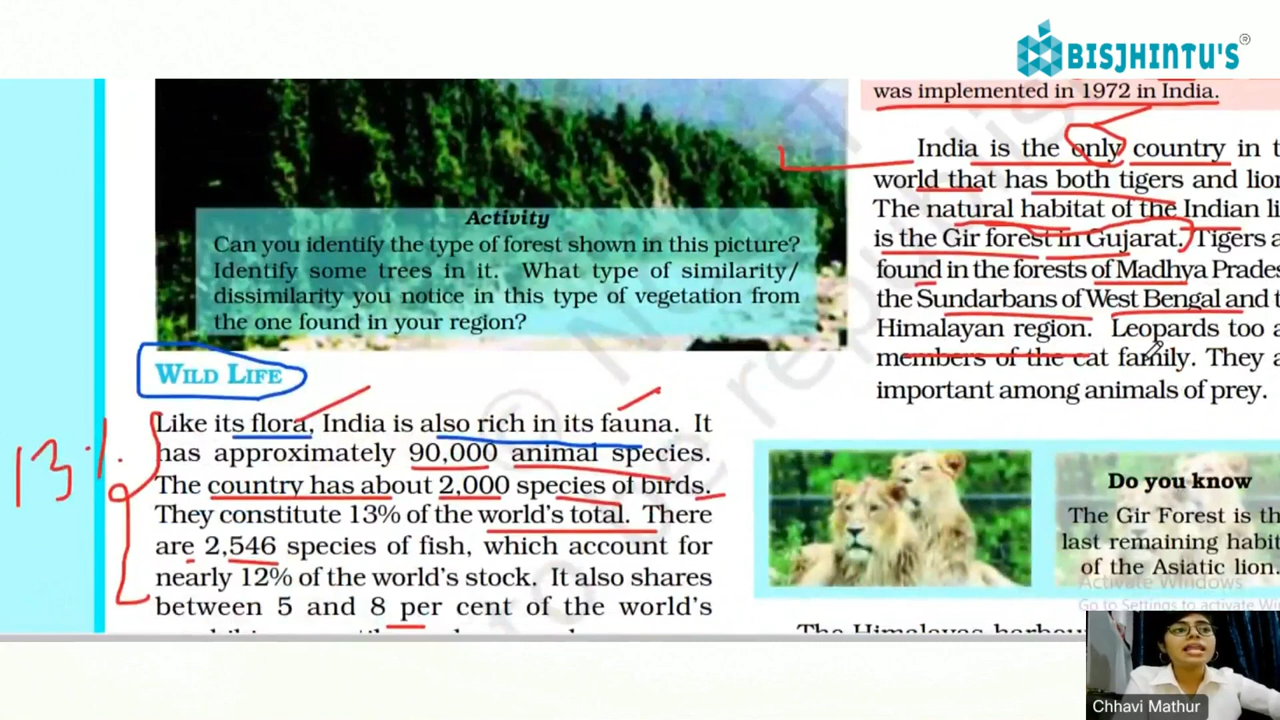 BISJHINTU'S®
was implemented in 1972 in India.
Activity
Can you identify the type of forest shown in this picture?
Identify some trees in it. What type of similarity/
dissimilarity you notice in this type of vegetation from
the one found in your region?
WILD LIFE
Like its flora, India is also rich in its fauna. It
has approximately 90,000 animal species.
The country has about 2,000 species of birds.
They constitute 13% of the world's total. There
are 2,546 species of fish, which account for
nearly 12% of the world's stock. It also shares
between 5 and 8 per cent of the world's
13%
India is the only country in
world that has both tigers and
The natural habitat of the Indian
is the Gir forest in Gujarat. Tigers
found in the forests of Madhya
the Sundarbans of West Bengal and
Himalayan region. Leopards too
members of the cat family. They
important among animals of prey.
Do you know
The Gir Forest is
last remaining
of the Asiatic lion.
Activate Windows
Go to Settings to activate
The Himalayas
Chhavi Mathur